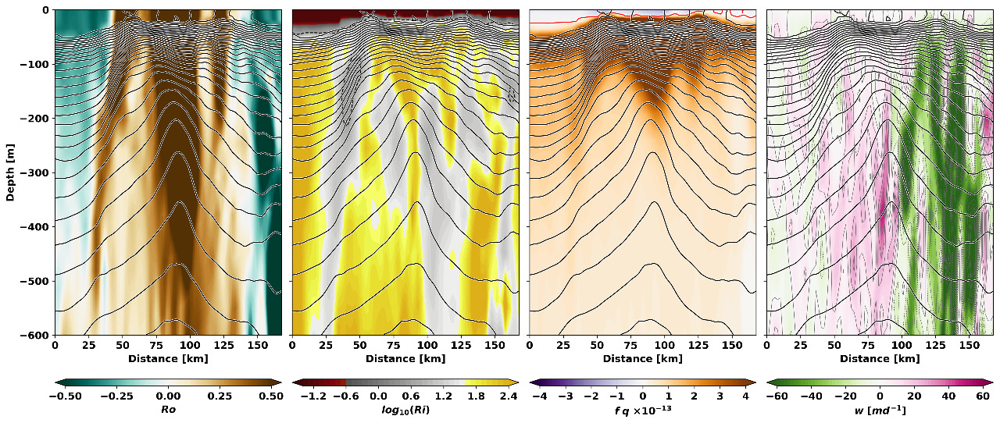 0
−100
−200
−300
−400
−500
−600
Depth [m]
0 25 50 75 100 125 150
0 25 50 75 100 125 150
0 25 50 75 100 125 150
0 25 50 75 100 125 150
Distance [km]
Distance [km]
Distance [km]
Distance [km]
−0.50 −0.25 0.00 0.25 0.50
−1.2 −0.6 0.0 0.6 1.2 1.8 2.4
−4 −3 −2 −1 0 1 2 3 4
−60 −40 −20 0 20 40 60
Ro
log₁₀(Ri)
f q ×10⁻¹³
w [md⁻¹]